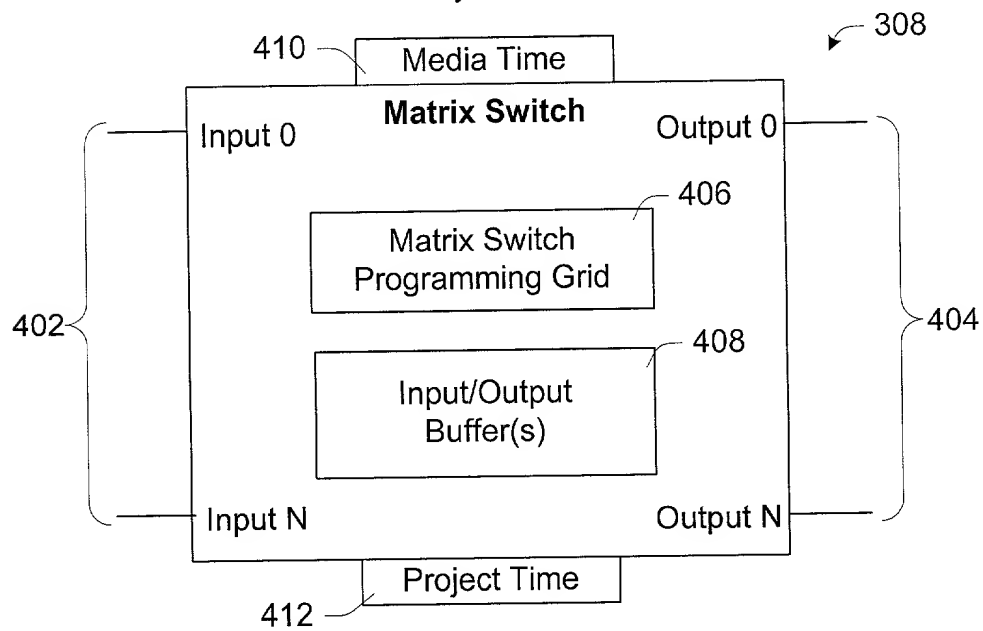 308
410
Media Time
Matrix Switch
Input 0
Output 0
406
Matrix Switch
Programming Grid
402
404
408
Input/Output
Buffer(s)
Input N
Output N
Project Time
412